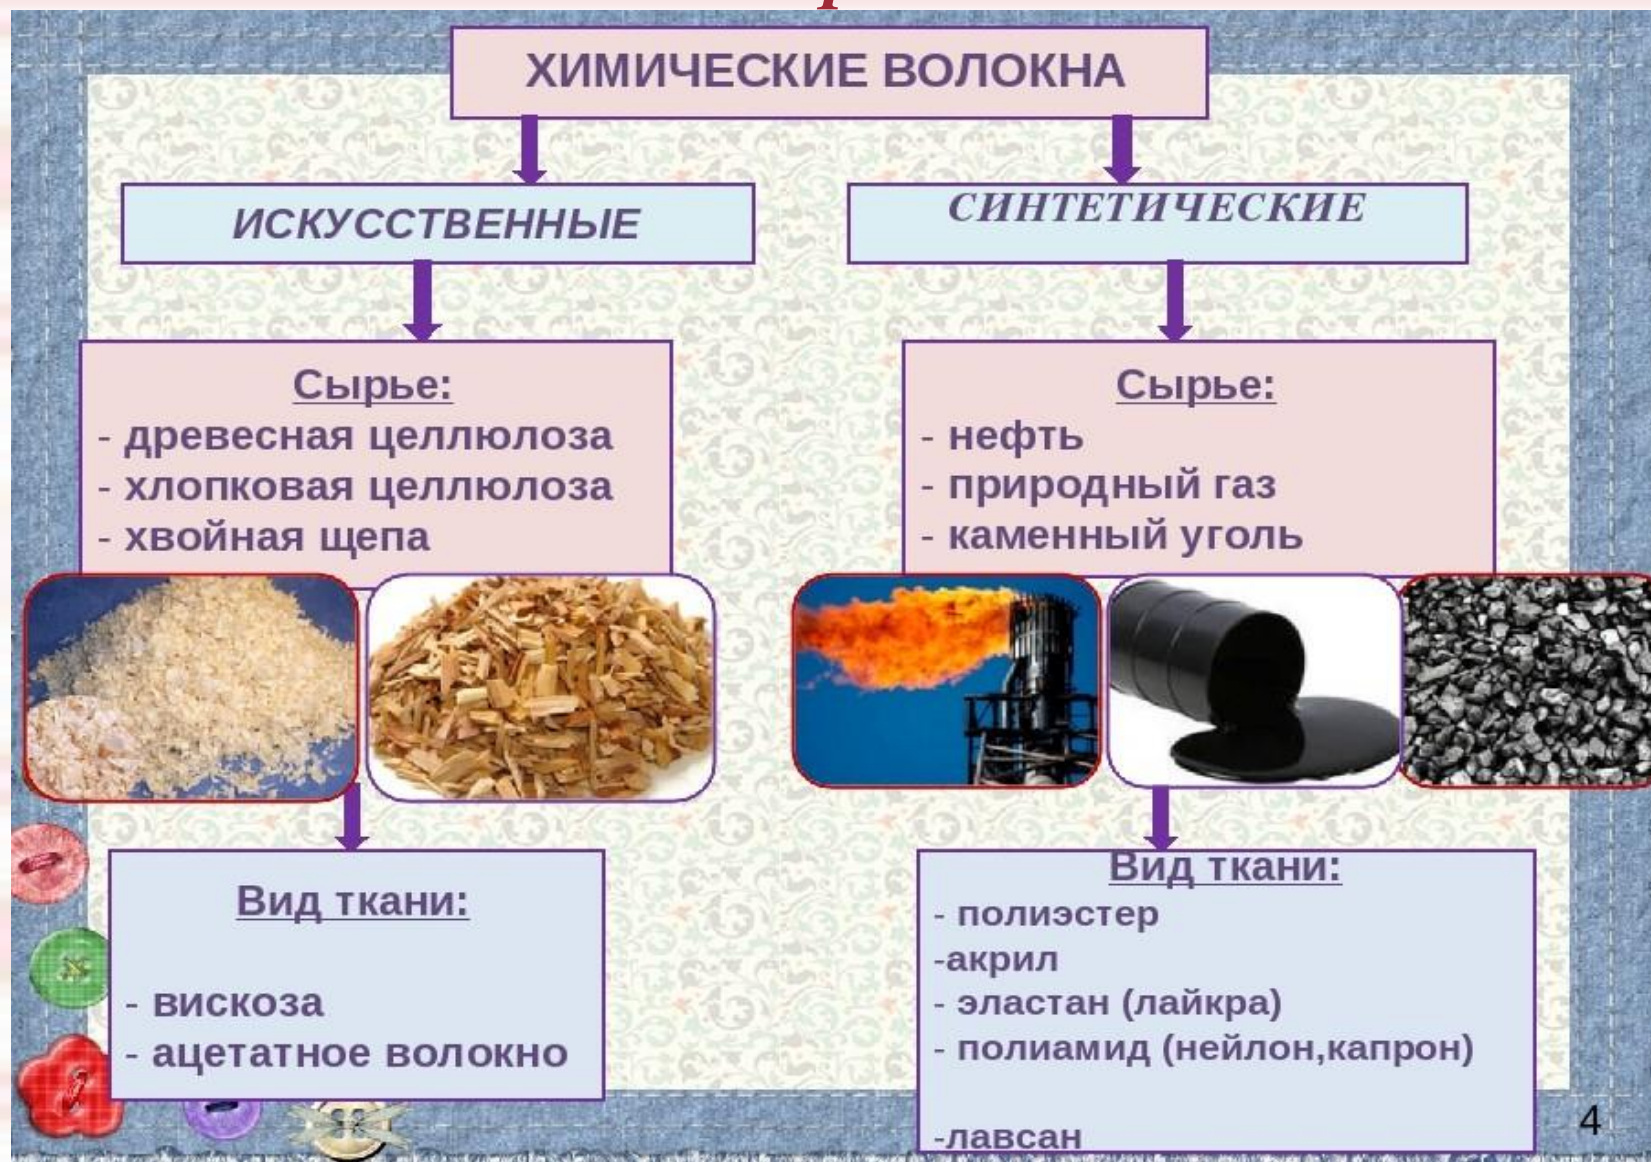 ХИМИЧЕСКИЕ ВОЛОКНА
ИСКУССТВЕННЫЕ
Сырье:
- древесная целлюлоза
- хлопковая целлюлоза
- хвойная щепа
Вид ткани:
- вискоза
- ацетатное волокно
СИНТЕТИЧЕСКИЕ
Сырье:
- нефть
- природный газ
- каменный уголь
Вид ткани:
- полиэстер
-акрил
- эластан (лайкра)
- полиамид (нейлон,капрон)
-лавсан
4